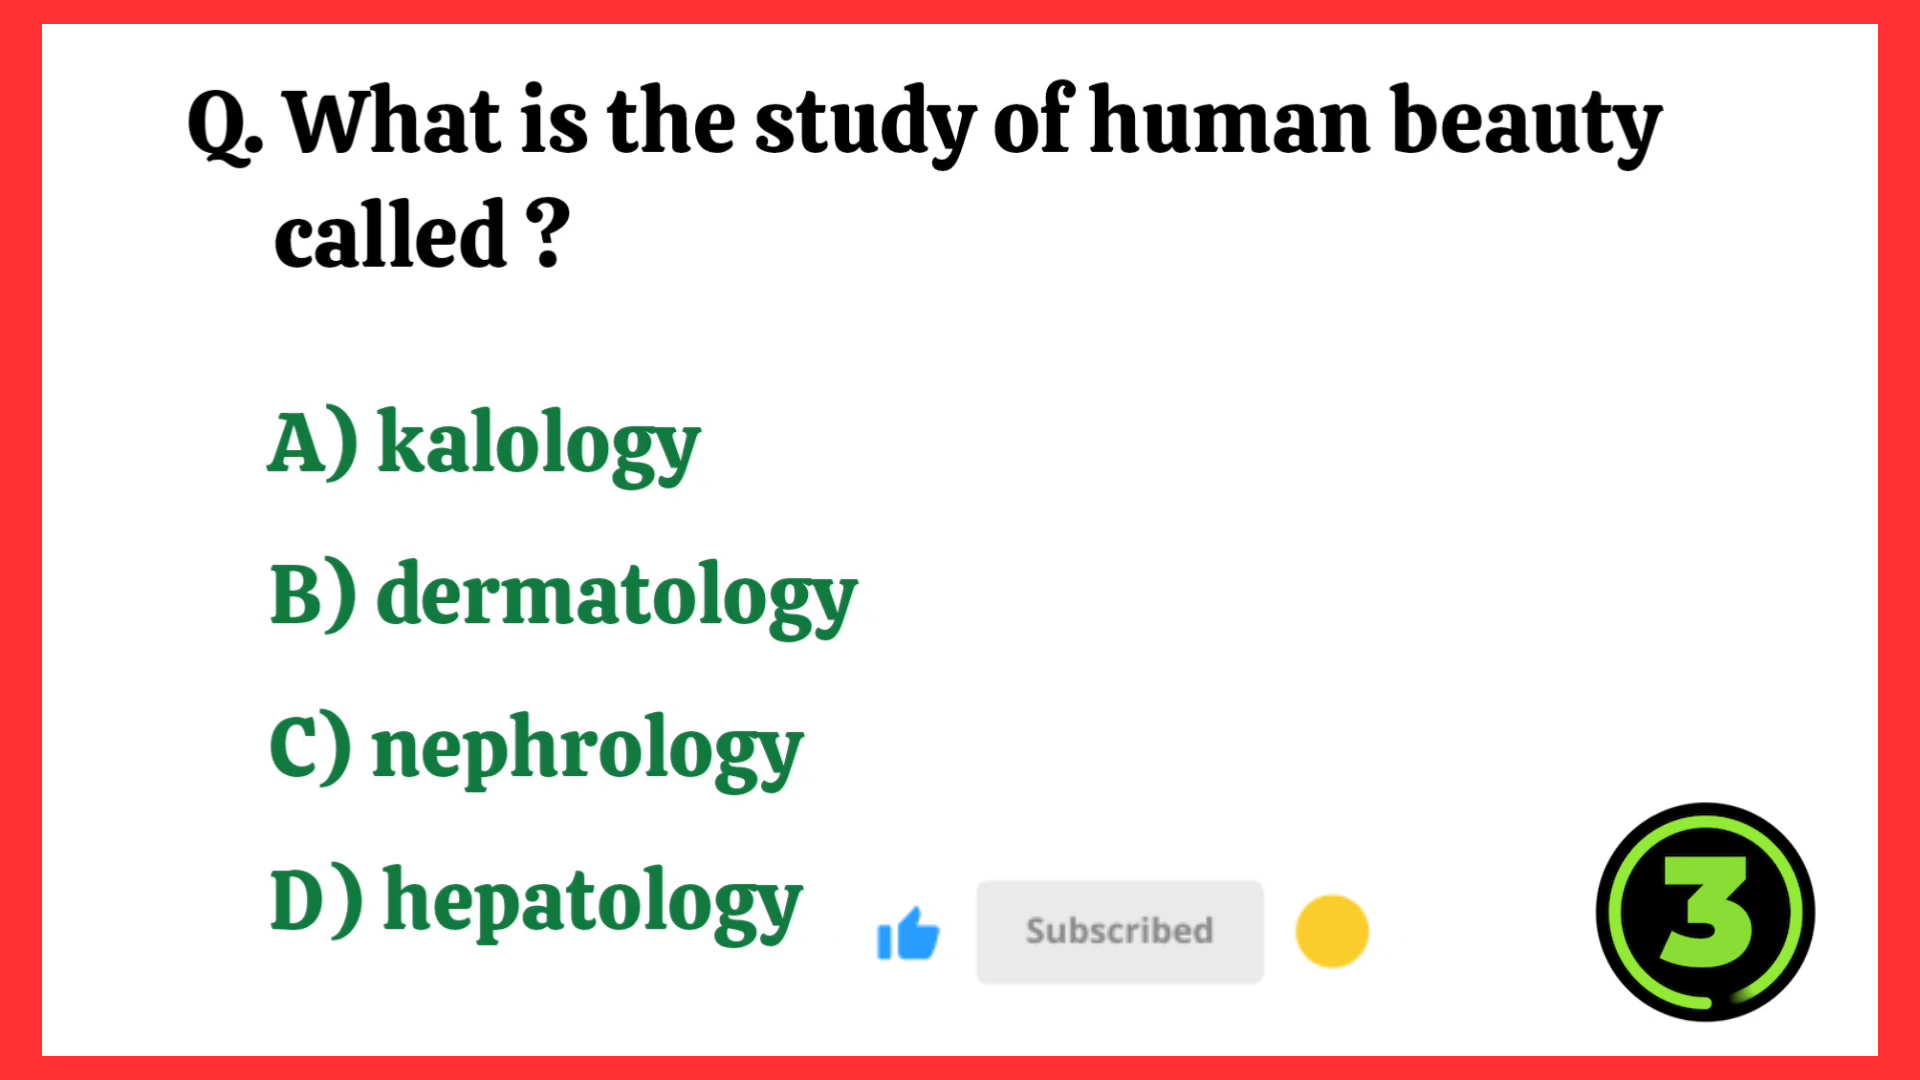 Q. What is the study of human beauty
called ?
A) kalology
B) dermatology
C) nephrology
D) hepatology
Subscribed
3